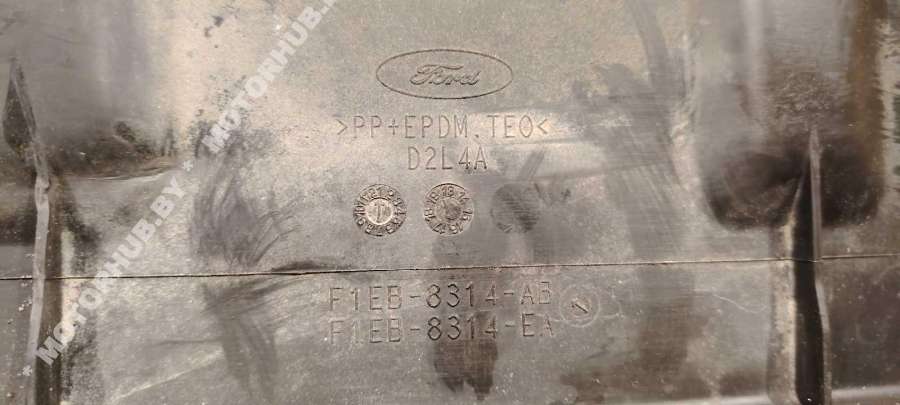 Ford
>PP+EPDM.TEO<
D2L4A
F1EB-8314-AB
F1EB-8314-EA
MOTORHUB.BY * MOTORHUB.BY